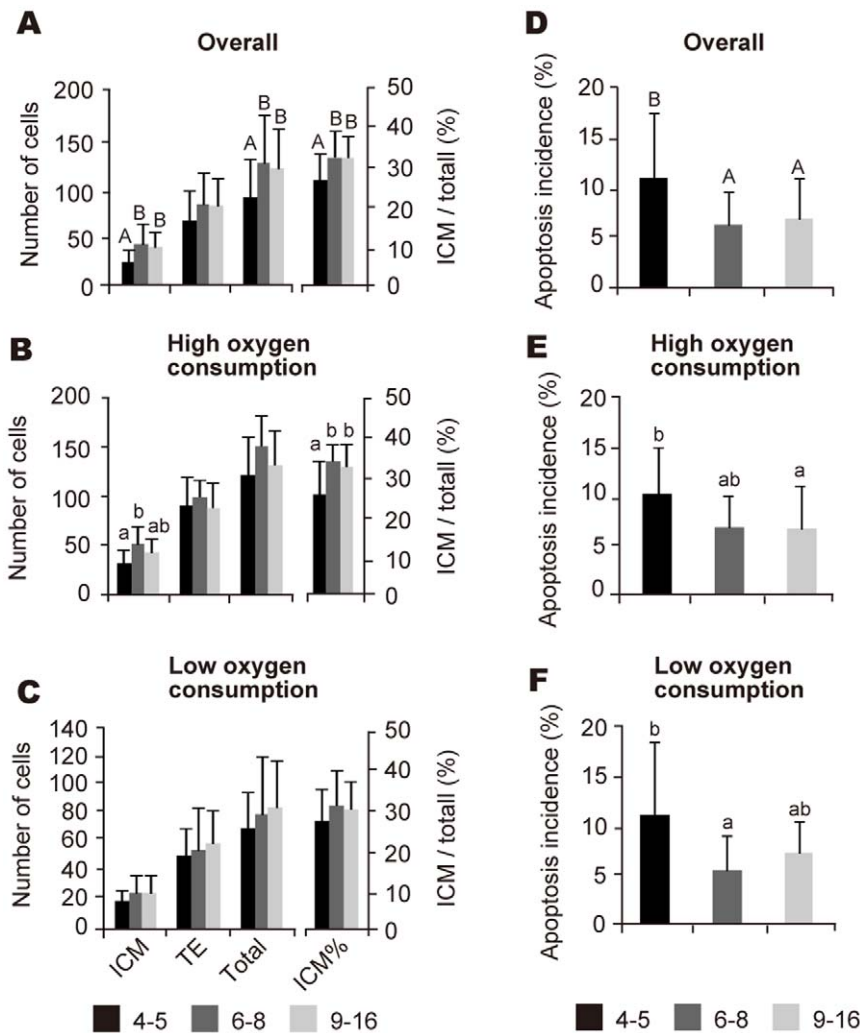 A
Overall
Number of cells
200
150
100
50
0
A
B
B
A
B
B
A
B
B
50
40
30
20
10
0
ICM / totall (%)
B
High oxygen
consumption
Number of cells
200
150
100
50
0
a
b
ab
a
b
b
50
40
30
20
10
0
ICM / totall (%)
C
Low oxygen
consumption
Number of cells
140
120
100
80
60
40
20
0
50
40
30
20
10
0
ICM / totall (%)
ICM
TE
Total
ICM%
4-5
6-8
9-16
D
Overall
Apoptosis incidence (%)
20
15
10
5
0
B
A
A
E
High oxygen
consumption
Apoptosis incidence (%)
20
15
10
5
0
b
ab
a
F
Low oxygen
consumption
Apoptosis incidence (%)
20
15
10
5
0
b
a
ab
4-5
6-8
9-16